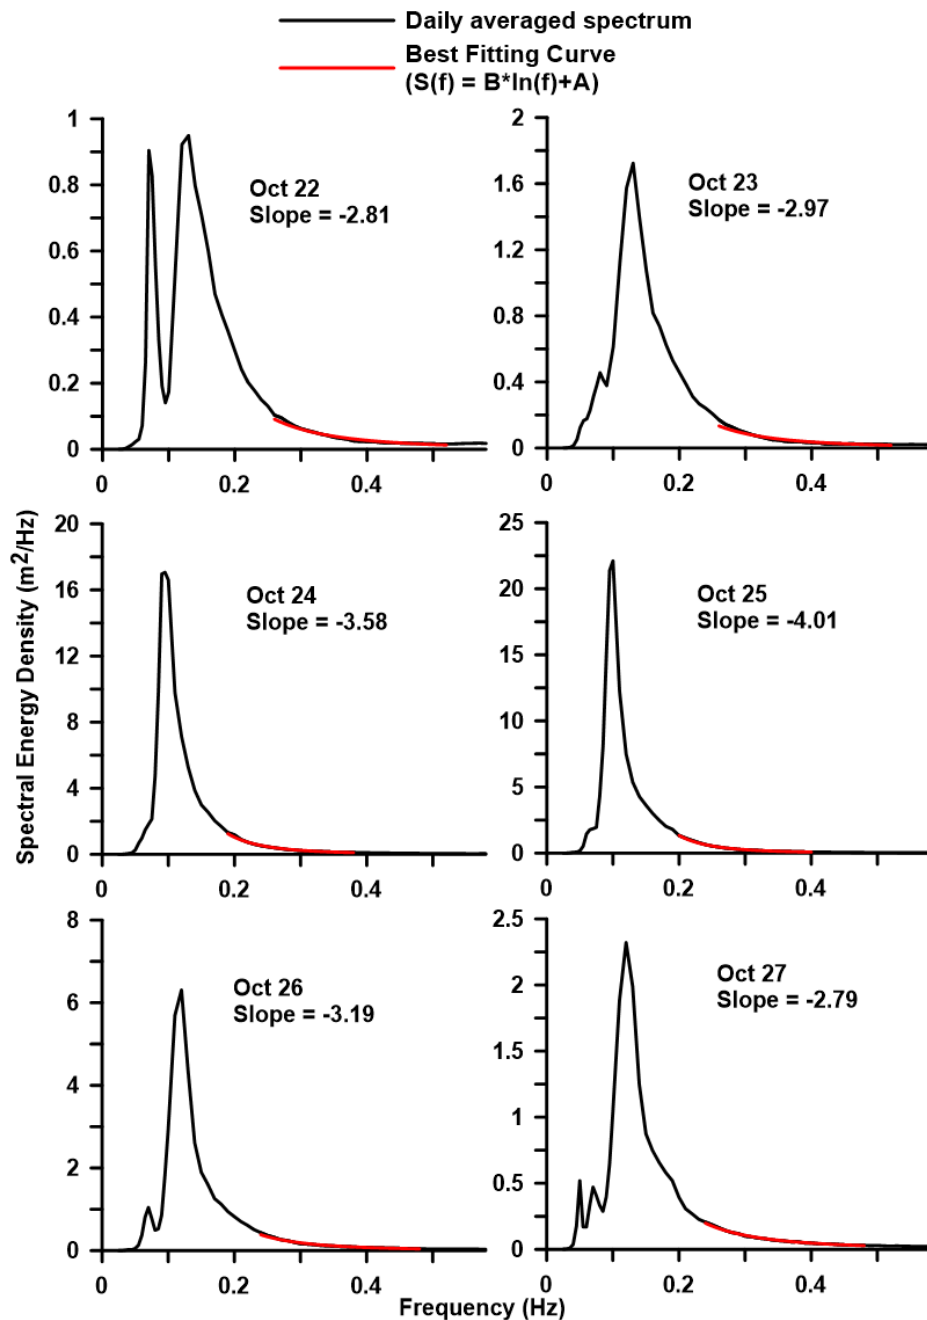 Daily averaged spectrum
Best Fitting Curve
(S(f) = B*ln(f)+A)
Spectral Energy Density (m²/Hz)
1
0.8
0.6
0.4
0.2
0
0 0.2 0.4
Oct 22
Slope = -2.81
2
1.6
1.2
0.8
0.4
0
0 0.2 0.4
Oct 23
Slope = -2.97
20
16
12
8
4
0
0 0.2 0.4
Oct 24
Slope = -3.58
25
20
15
10
5
0
0 0.2 0.4
Oct 25
Slope = -4.01
8
6
4
2
0
0 0.2 0.4
Oct 26
Slope = -3.19
2.5
2
1.5
1
0.5
0
0 0.2 0.4
Oct 27
Slope = -2.79
Frequency (Hz)